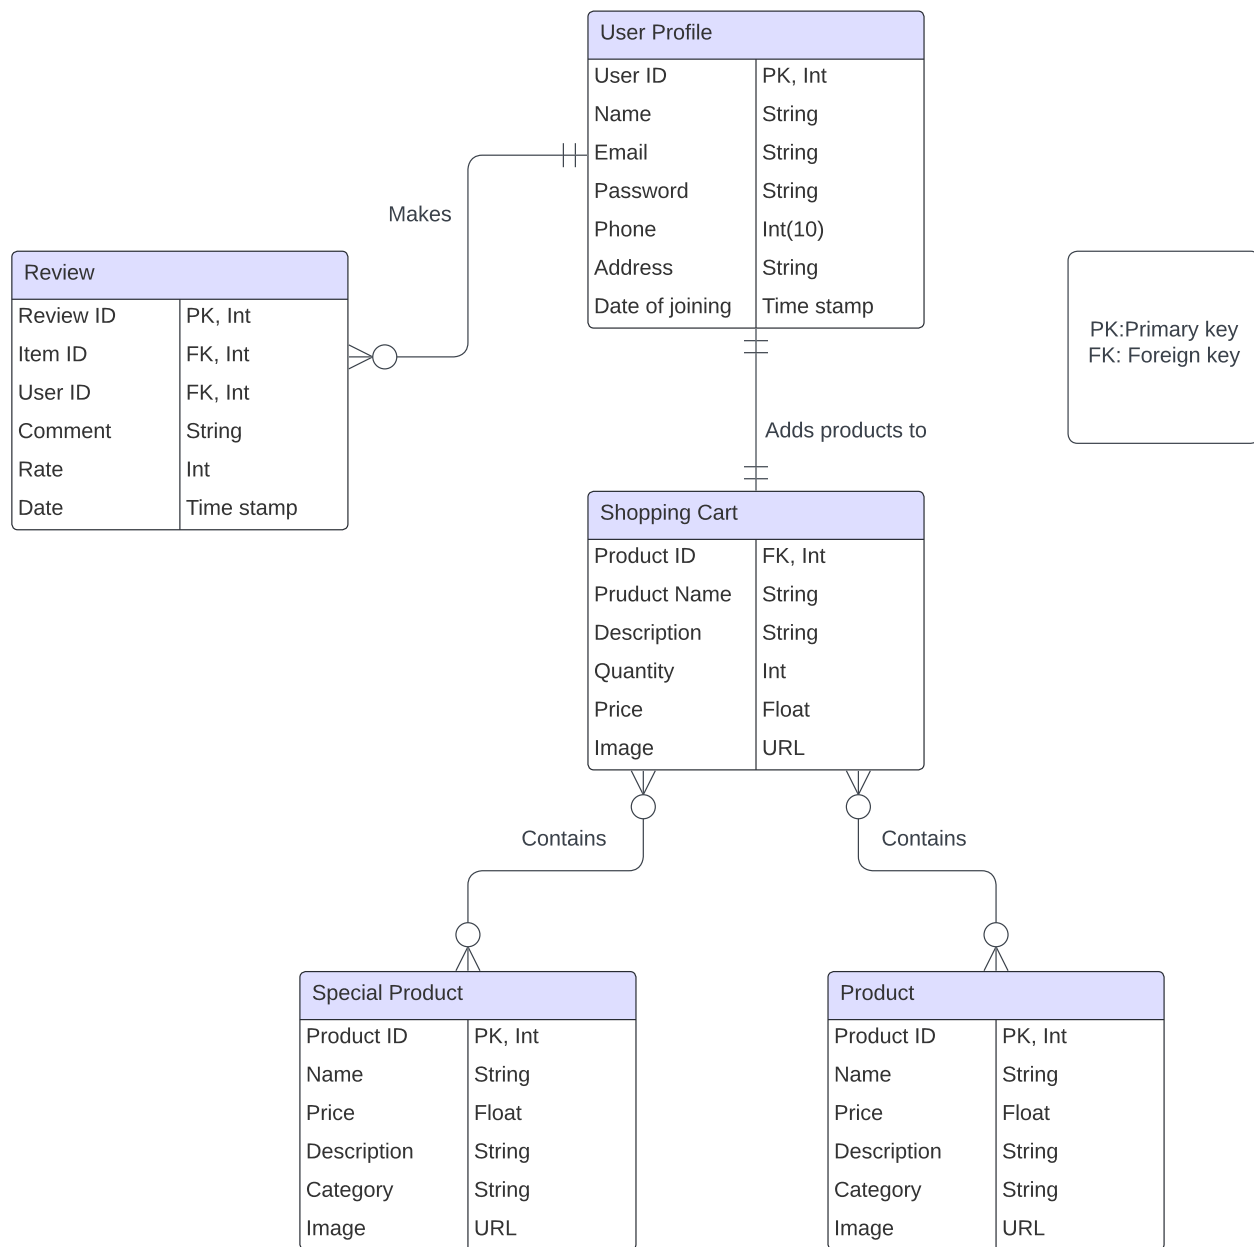 User Profile
User ID PK, Int
Name String
Email String
Password String
Phone Int(10)
Address String
Date of joining Time stamp
Makes
Review
Review ID PK, Int
Item ID FK, Int
User ID FK, Int
Comment String
Rate Int
Date Time stamp
PK:Primary key
FK: Foreign key
Adds products to
Shopping Cart
Product ID FK, Int
Pruduct Name String
Description String
Quantity Int
Price Float
Image URL
Contains
Contains
Special Product
Product ID PK, Int
Name String
Price Float
Description String
Category String
Image URL
Product
Product ID PK, Int
Name String
Price Float
Description String
Category String
Image URL